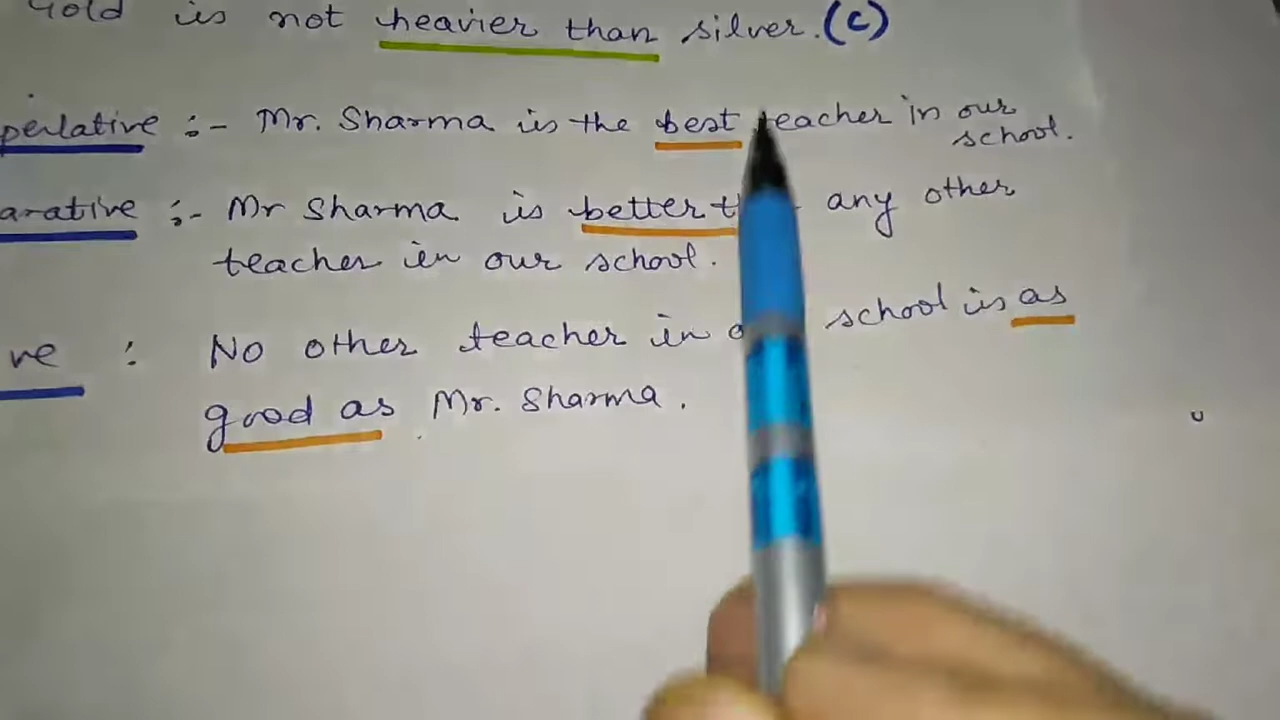 Gold is not heavier than silver. (C)
perlative :- Mr. Sharma is the best teacher in our
school.
arative :- Mr Sharma is better any other
teacher in our school.
ve : No other teacher in school is as
good as Mr. Sharma.